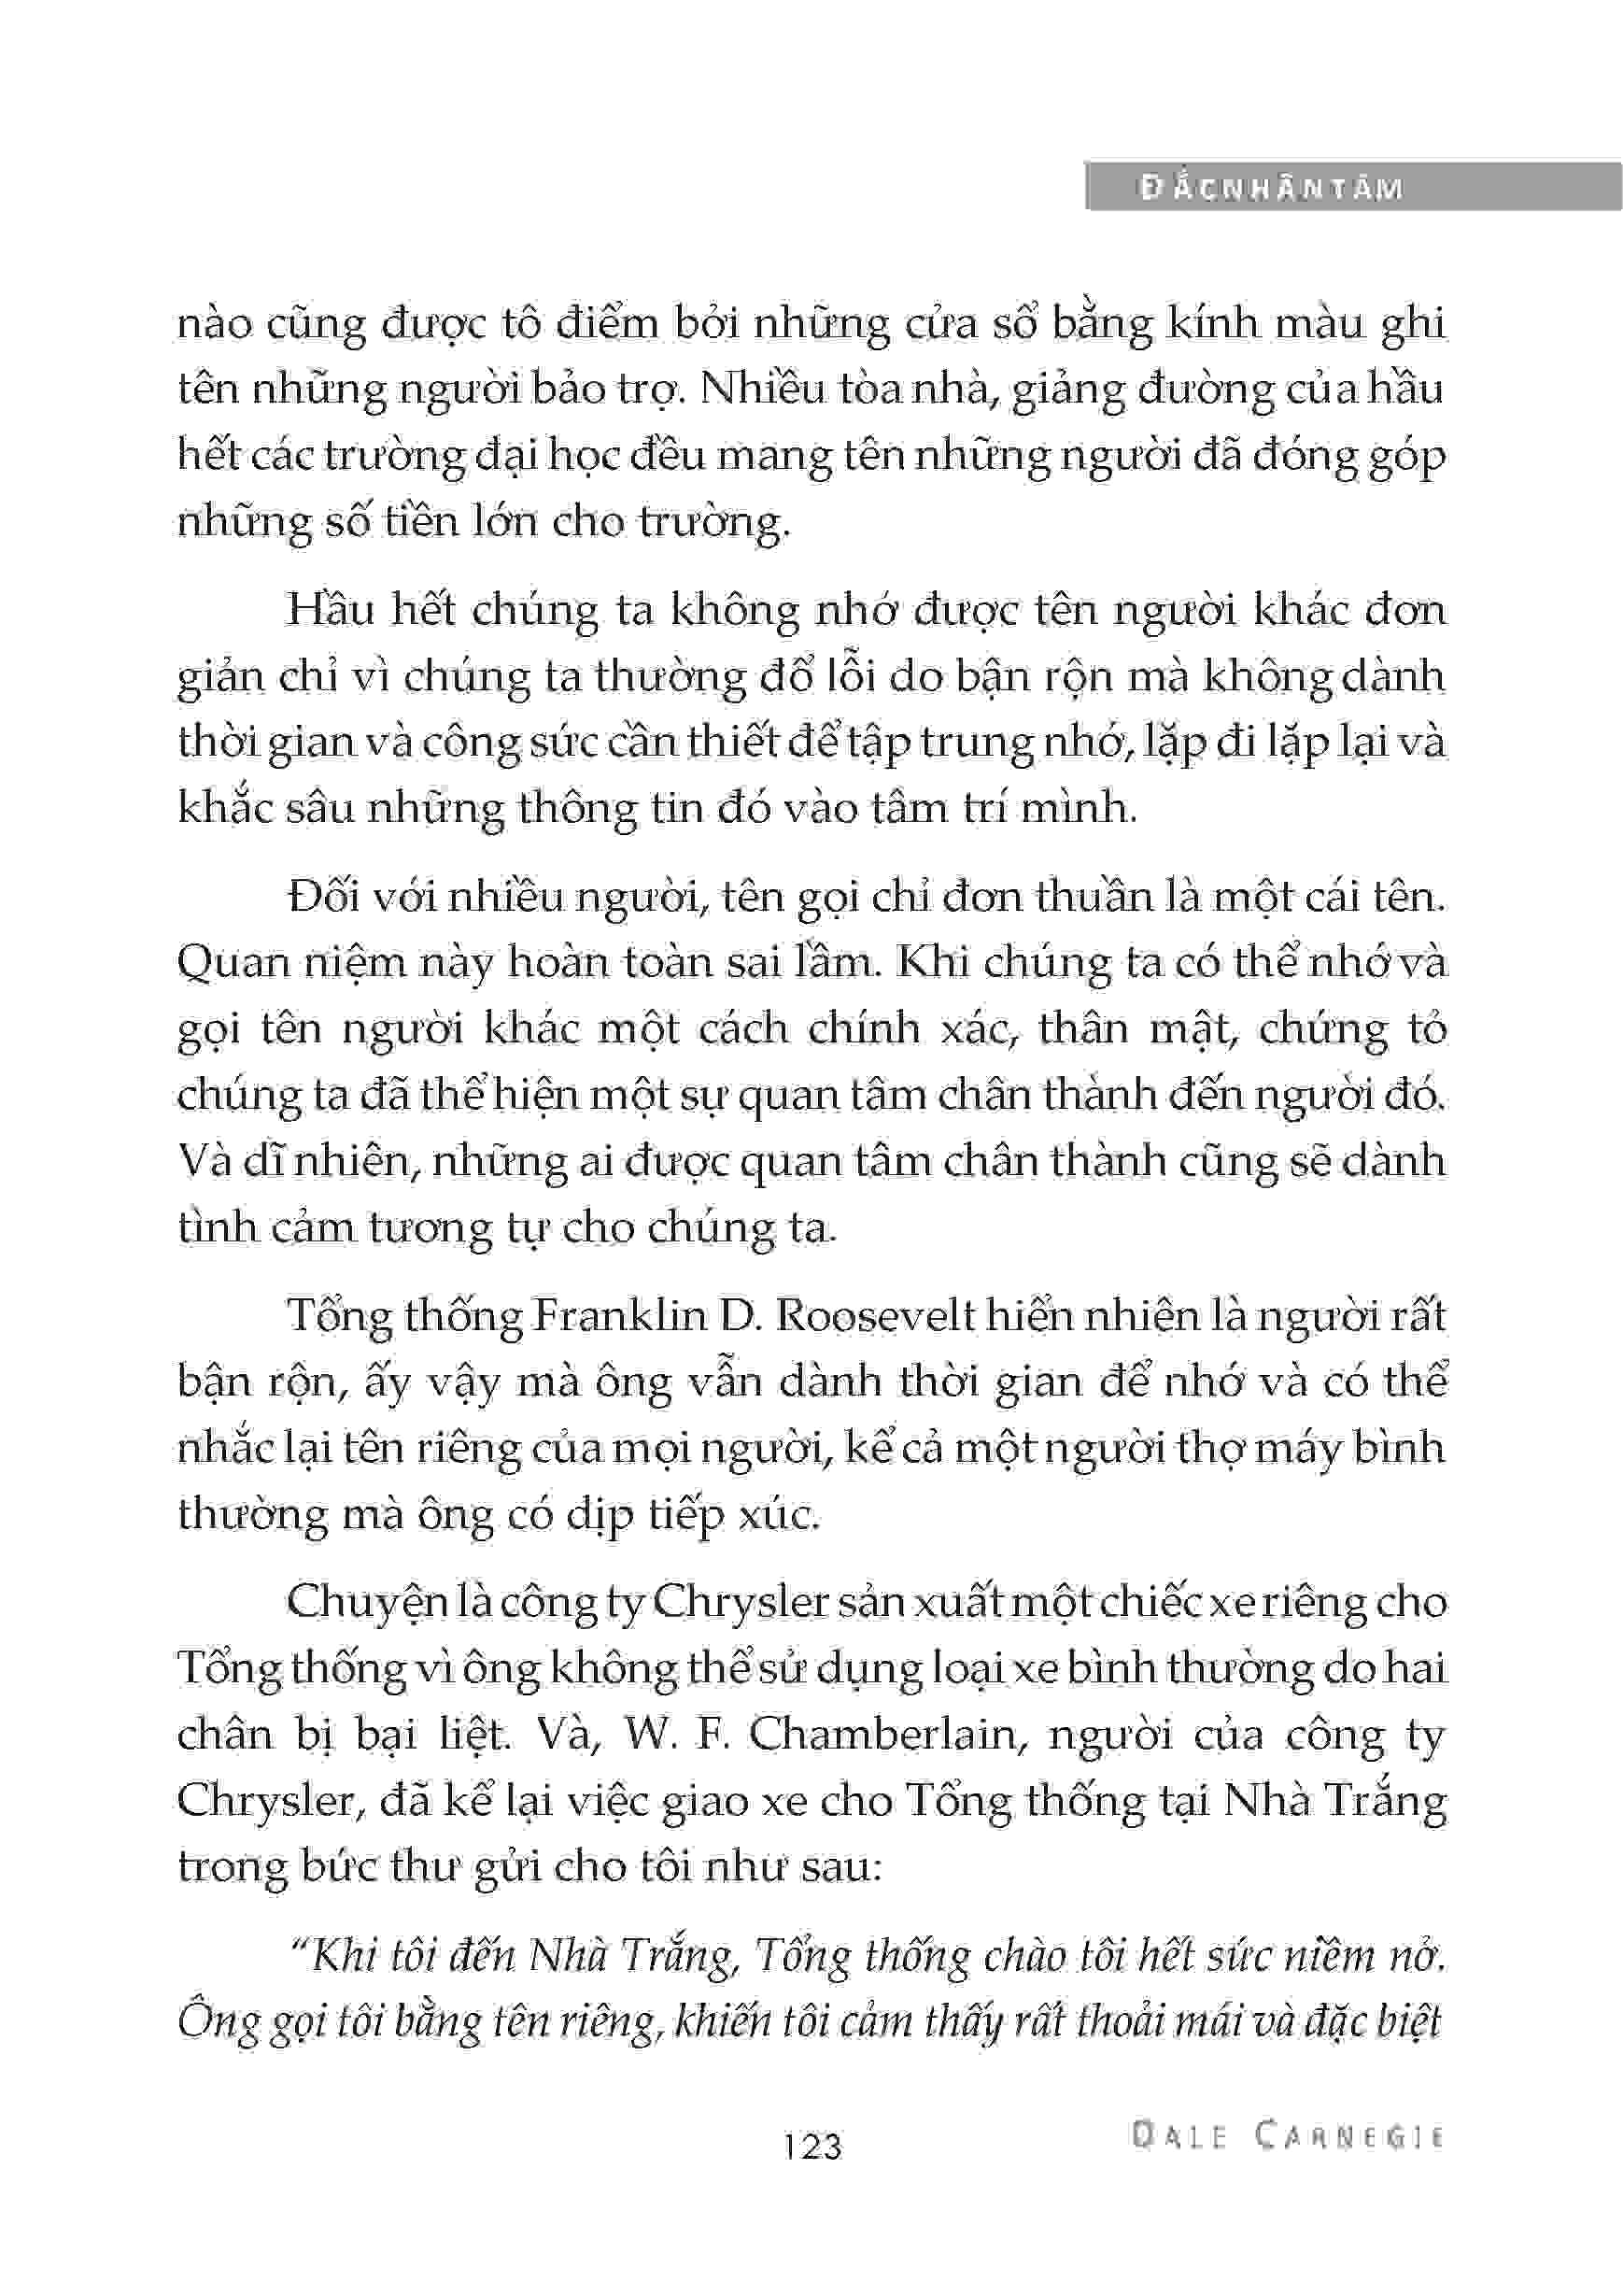 ĐẮCNHÂNTÂM
nào cũng được tô điểm bởi những cửa sổ bằng kính màu ghi
tên những người bảo trợ. Nhiều tòa nhà, giảng đường của hầu
hết các trường đại học đều mang tên những người đã đóng góp
những số tiền lớn cho trường.
Hầu hết chúng ta không nhớ được tên người khác đơn
giản chỉ vì chúng ta thường đổ lỗi do bận rộn mà không dành
thời gian và công sức cần thiết để tập trung nhớ, lặp đi lặp lại và
khắc sâu những thông tin đó vào tâm trí mình.
Đối với nhiều người, tên gọi chỉ đơn thuần là một cái tên.
Quan niệm này hoàn toàn sai lầm. Khi chúng ta có thể nhớ và
gọi tên người khác một cách chính xác, thân mật, chứng tỏ
chúng ta đã thể hiện một sự quan tâm chân thành đến người đó.
Và dĩ nhiên, những ai được quan tâm chân thành cũng sẽ dành
tình cảm tương tự cho chúng ta.
Tổng thống Franklin D. Roosevelt hiển nhiên là người rất
bận rộn, ấy vậy mà ông vẫn dành thời gian để nhớ và có thể
nhắc lại tên riêng của mọi người, kể cả một người thợ máy bình
thường mà ông có dịp tiếp xúc.
Chuyện là công ty Chrysler sản xuất một chiếc xe riêng cho
Tổng thống vì ông không thể sử dụng loại xe bình thường do hai
chân bị bại liệt. Và, W. F. Chamberlain, người của công ty
Chrysler, đã kể lại việc giao xe cho Tổng thống tại Nhà Trắng
trong bức thư gửi cho tôi như sau:
“Khi tôi đến Nhà Trắng, Tổng thống chào tôi hết sức niềm nở.
Ông gọi tôi bằng tên riêng, khiến tôi cảm thấy rất thoải mái và đặc biệt
123
DALE CARNEGIE